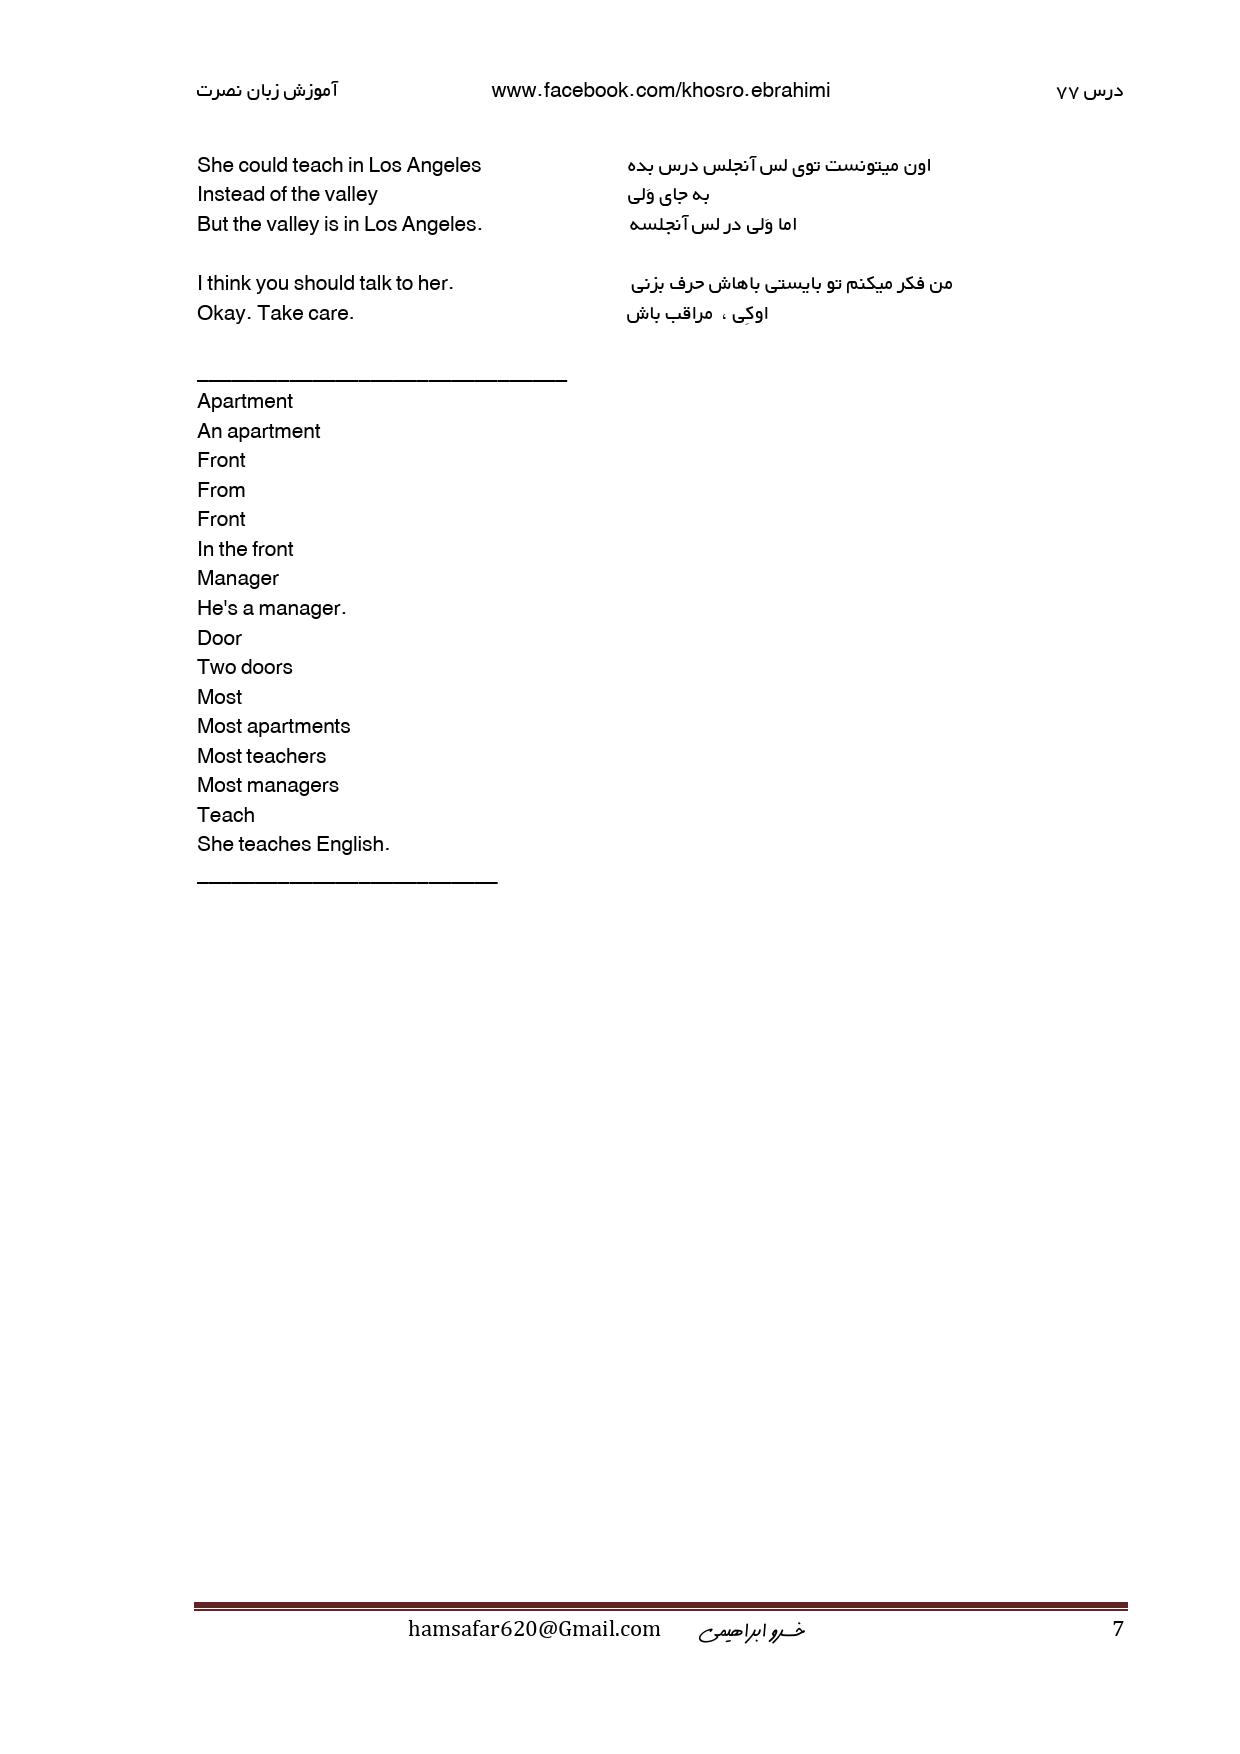 آموزش زبان نصرت www.facebook.com/khosro.ebrahimi درس ۷۷
She could teach in Los Angeles اون میتونست توی لس آنجلس درس بده
Instead of the valley به جای وَلی
But the valley is in Los Angeles. اما وَلی در لس آنجلسه
I think you should talk to her. من فکر میکنم تو بایستی باهاش حرف بزنی
Okay. Take care. اوکِی ، مراقب باش
Apartment
An apartment
Front
From
Front
In the front
Manager
He's a manager.
Door
Two doors
Most
Most apartments
Most teachers
Most managers
Teach
She teaches English.
hamsafar620@Gmail.com خسرو ابراهیمی 7